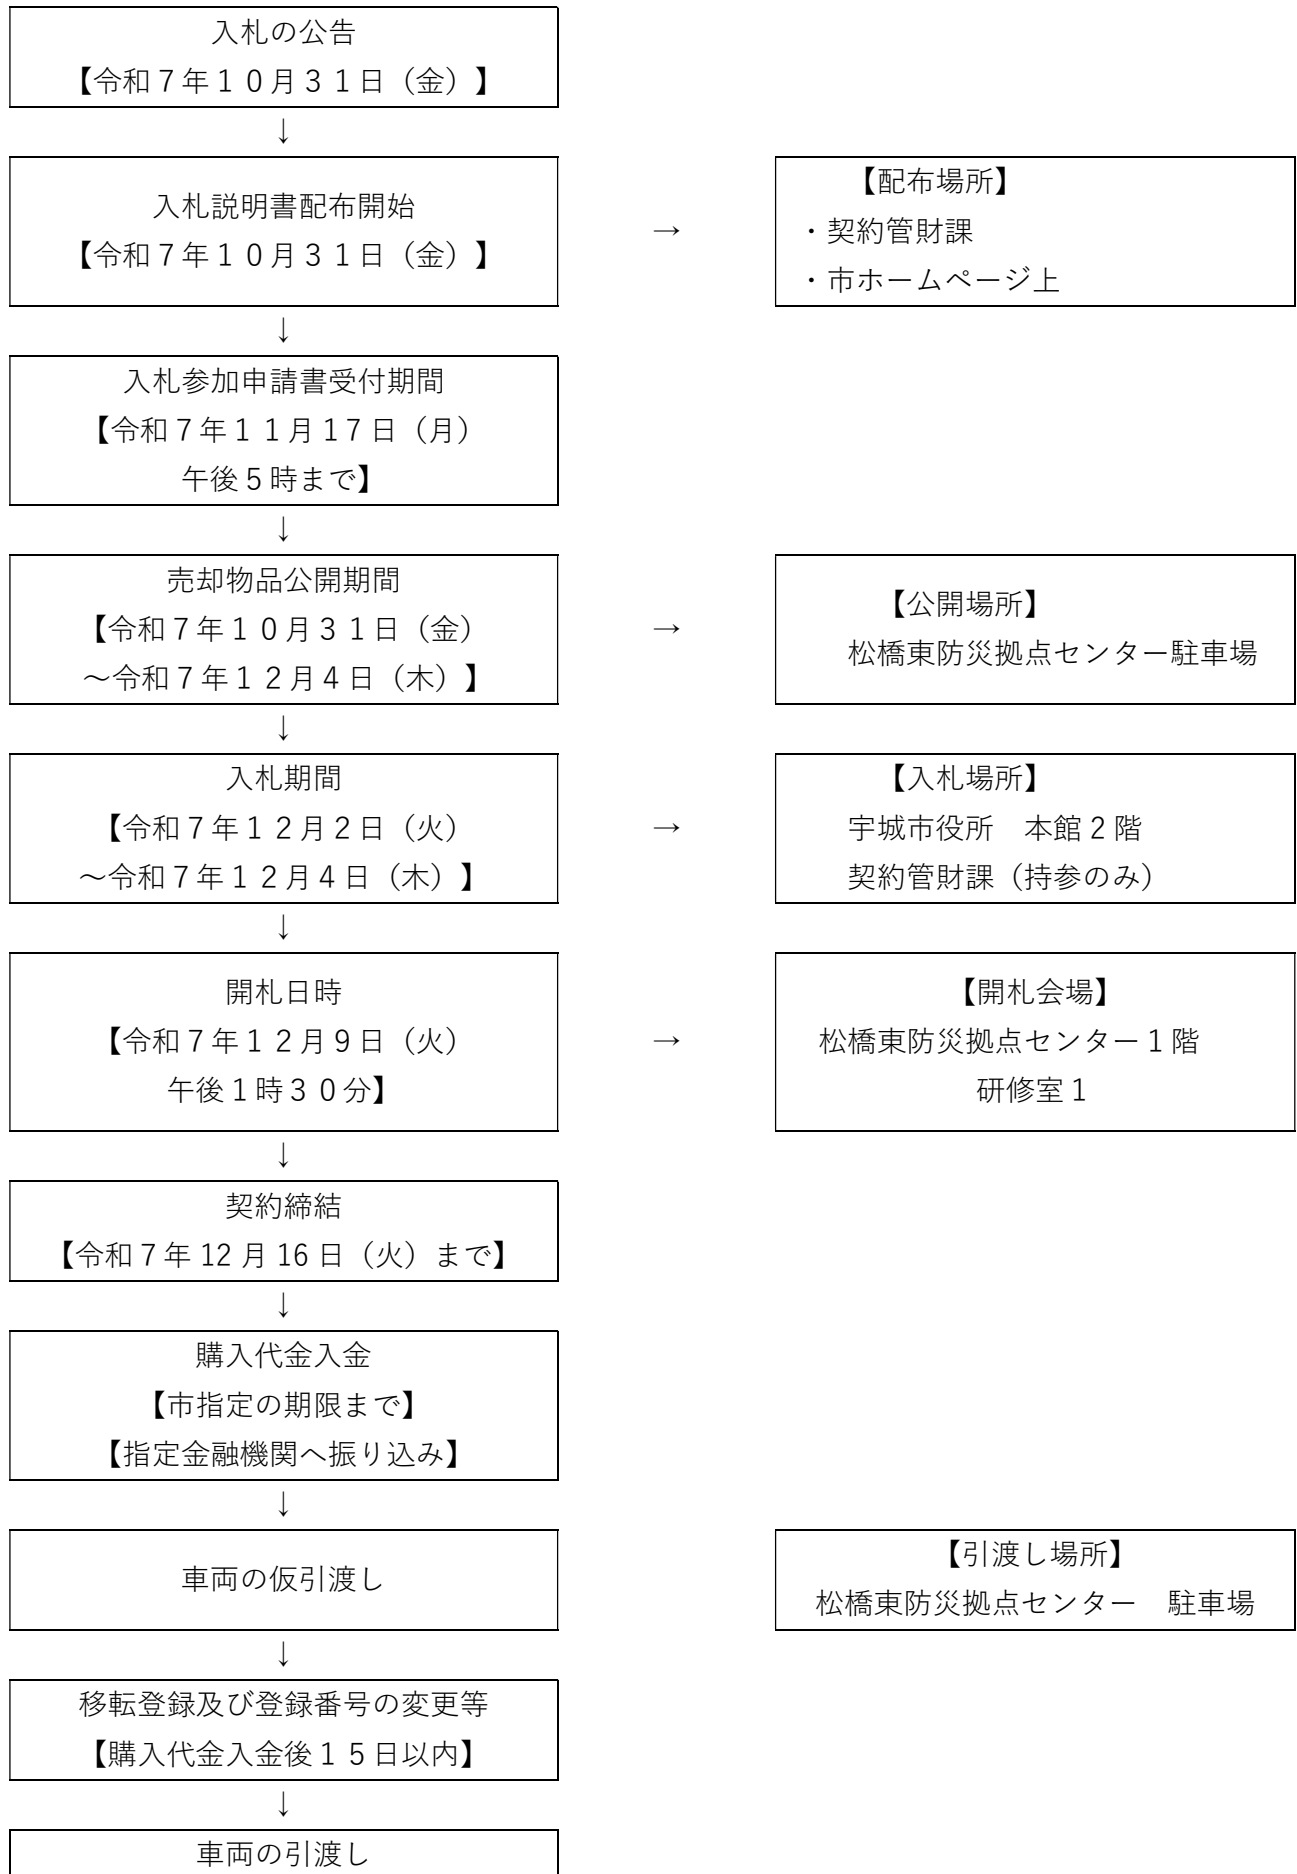 入札の公告
【令和７年１０月３１日（金）】
↓
入札説明書配布開始
【令和７年１０月３１日（金）】
→
【配布場所】
・契約管財課
・市ホームページ上
↓
入札参加申請書受付期間
【令和７年１１月17日（月）
午後５時まで】
↓
売却物品公開期間
【令和７年１０月３１日（金）
～令和７年１２月４日（木）】
→
【公開場所】
松橋東防災拠点センター駐車場
↓
入札期間
【令和７年１２月２日（火）
～令和７年１２月４日（木）】
→
【入札場所】
宇城市役所　本館２階
契約管財課（持参のみ）
↓
開札日時
【令和７年１２月９日（火）
午後１時３０分】
→
【開札会場】
松橋東防災拠点センター１階
研修室１
↓
契約締結
【令和７年 12 月 16 日（火）まで】
↓
購入代金入金
【市指定の期限まで】
【指定金融機関へ振り込み】
↓
車両の仮引渡し
【引渡し場所】
松橋東防災拠点センター　駐車場
↓
移転登録及び登録番号の変更等
【購入代金入金後１５日以内】
↓
車両の引渡し